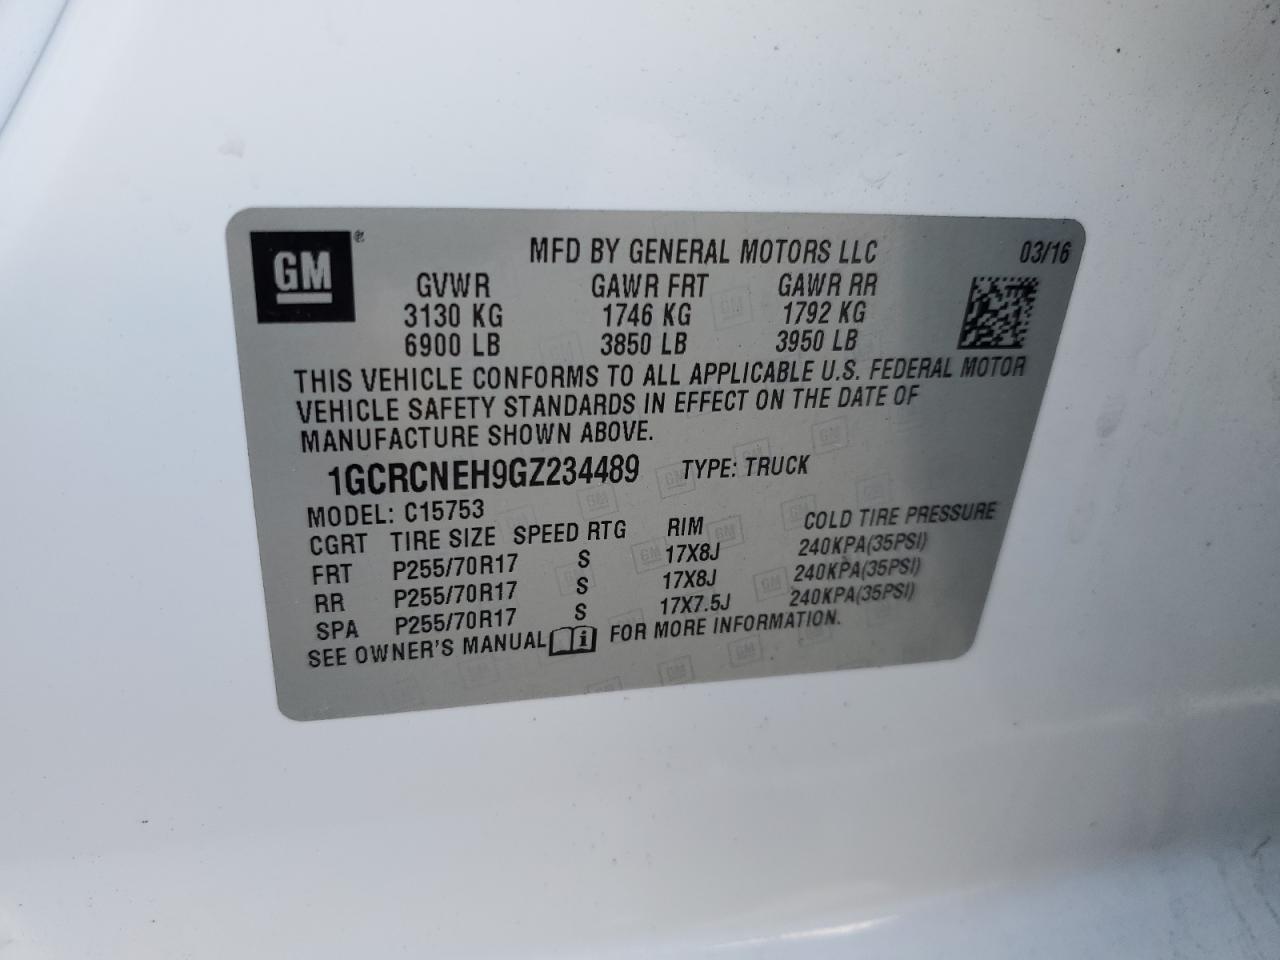 GM ® MFD BY GENERAL MOTORS LLC 03/16
GVWR GAWR FRT GAWR RR
3130 KG 1746 KG 1792 KG
6900 LB 3850 LB 3950 LB
THIS VEHICLE CONFORMS TO ALL APPLICABLE U.S. FEDERAL MOTOR
VEHICLE SAFETY STANDARDS IN EFFECT ON THE DATE OF
MANUFACTURE SHOWN ABOVE.
1GCRCNEH9GZ234489 TYPE: TRUCK
MODEL: C15753
CGRT TIRE SIZE SPEED RTG RIM COLD TIRE PRESSURE
FRT P255/70R17 S 17X8J 240KPA(35PSI)
RR P255/70R17 S 17X8J 240KPA(35PSI)
SPA P255/70R17 S 17X7.5J 240KPA(35PSI)
SEE OWNER'S MANUAL i FOR MORE INFORMATION.